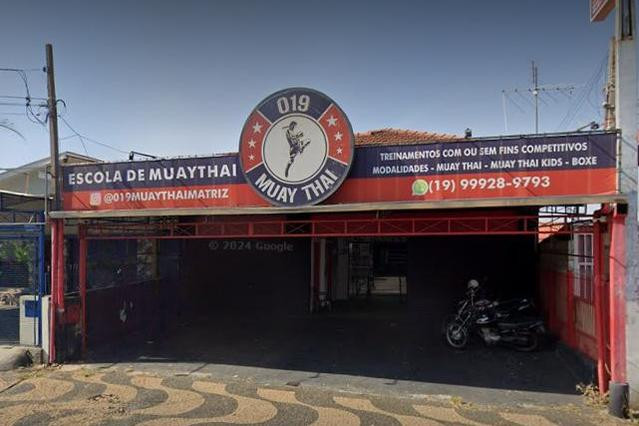 019
MUAY THAI
ESCOLA DE MUAYTHAI
@019MUAYTHAIMATRIZ
TREINAMENTOS COM OU SEM FINS COMPETITIVOS
MODALIDADES - MUAY THAI - MUAY THAI KIDS - BOXE
(19) 99928-9793
© 2024 Google